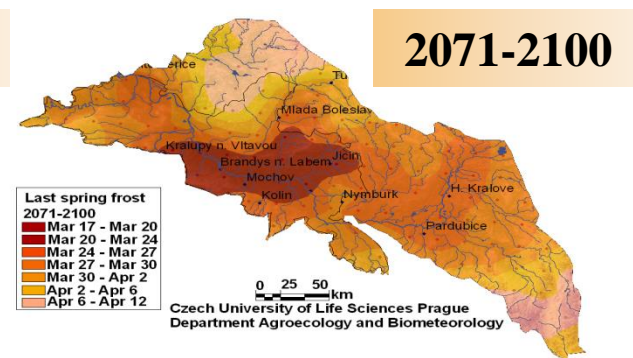 2071-2100
Tu
Mlada Boleslav
Kralupy n. Vltavou
Brandys n. Labem
Jicin
Mochov
Kolin
Nymburk
H. Kralove
Pardubice
Last spring frost
2071-2100
Mar 17 - Mar 20
Mar 20 - Mar 24
Mar 24 - Mar 27
Mar 27 - Mar 30
Mar 30 - Apr 2
Apr 2 - Apr 6
Apr 6 - Apr 12
0 25 50
km
Czech University of Life Sciences Prague
Department Agroecology and Biometeorology